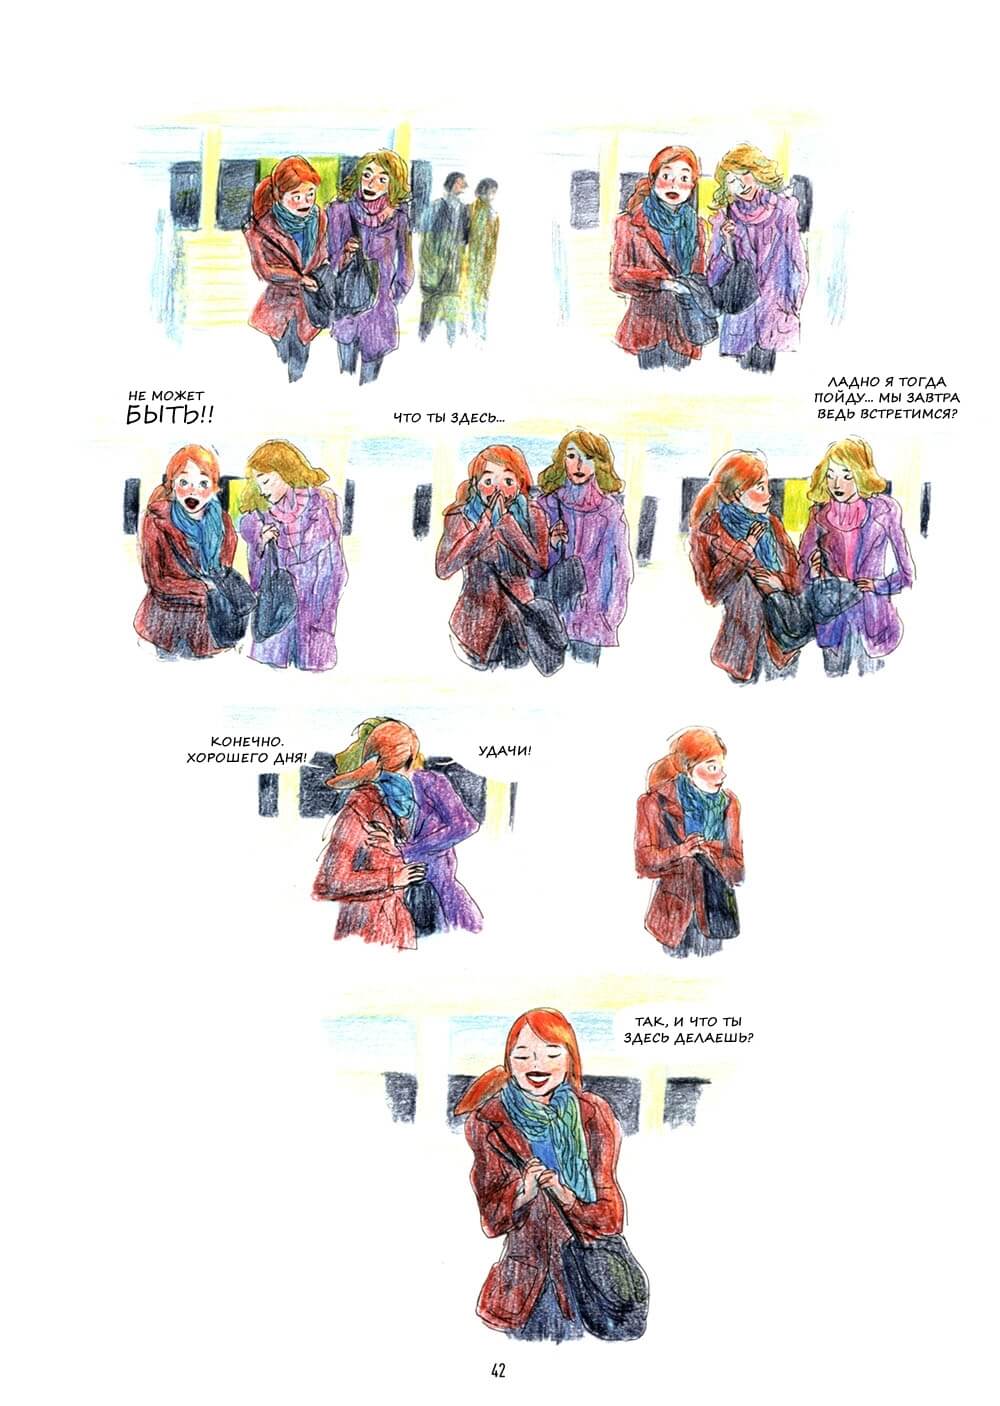 НЕ МОЖЕТ
БЫТЬ!!
ЧТО ТЫ ЗДЕСЬ...
ЛАДНО Я ТОГДА
ПОЙДУ... МЫ ЗАВТРА
ВЕДЬ ВСТРЕТИМСЯ?
КОНЕЧНО.
ХОРОШЕГО ДНЯ!
УДАЧИ!
ТАК, И ЧТО ТЫ
ЗДЕСЬ ДЕЛАЕШЬ?
42